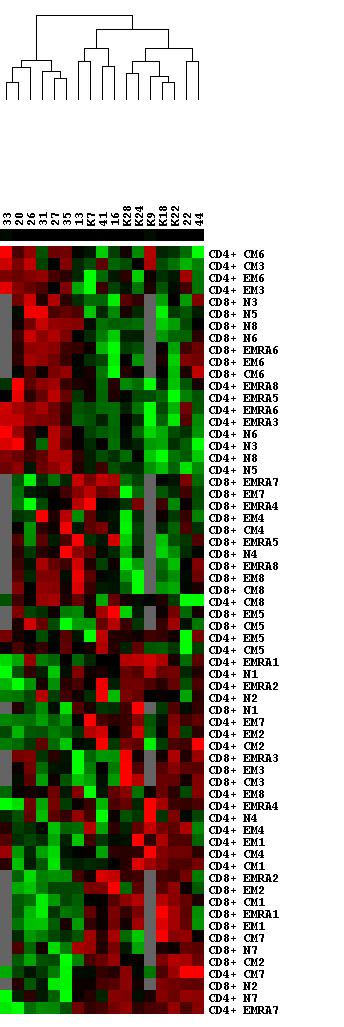 33 20 26 31 27 35 13 K7 41 16 K28 K24 K9 K18 K22 22 44
CD4+ CM6
CD4+ CM3
CD4+ EM6
CD4+ EM3
CD8+ N3
CD8+ N5
CD8+ N8
CD8+ N6
CD8+ EMRA6
CD8+ EM6
CD8+ CM6
CD4+ EMRA8
CD4+ EMRA5
CD4+ EMRA6
CD4+ EMRA3
CD4+ N6
CD4+ N3
CD4+ N8
CD4+ N5
CD8+ EMRA7
CD8+ EM7
CD8+ EMRA4
CD8+ EM4
CD8+ CM4
CD8+ EMRA5
CD8+ N4
CD8+ EMRA8
CD8+ EM8
CD8+ CM8
CD4+ CM8
CD8+ EM5
CD8+ CM5
CD4+ EM5
CD4+ CM5
CD4+ EMRA1
CD4+ N1
CD4+ EMRA2
CD4+ N2
CD8+ N1
CD4+ EM7
CD4+ EM2
CD4+ CM2
CD8+ EMRA3
CD8+ EM3
CD8+ CM3
CD4+ EM8
CD4+ EMRA4
CD4+ N4
CD4+ EM4
CD4+ EM1
CD4+ CM4
CD4+ CM1
CD8+ EMRA2
CD8+ EM2
CD8+ CM1
CD8+ EMRA1
CD8+ EM1
CD8+ CM7
CD8+ N7
CD8+ CM2
CD4+ CM7
CD8+ N2
CD4+ N7
CD4+ EMRA7